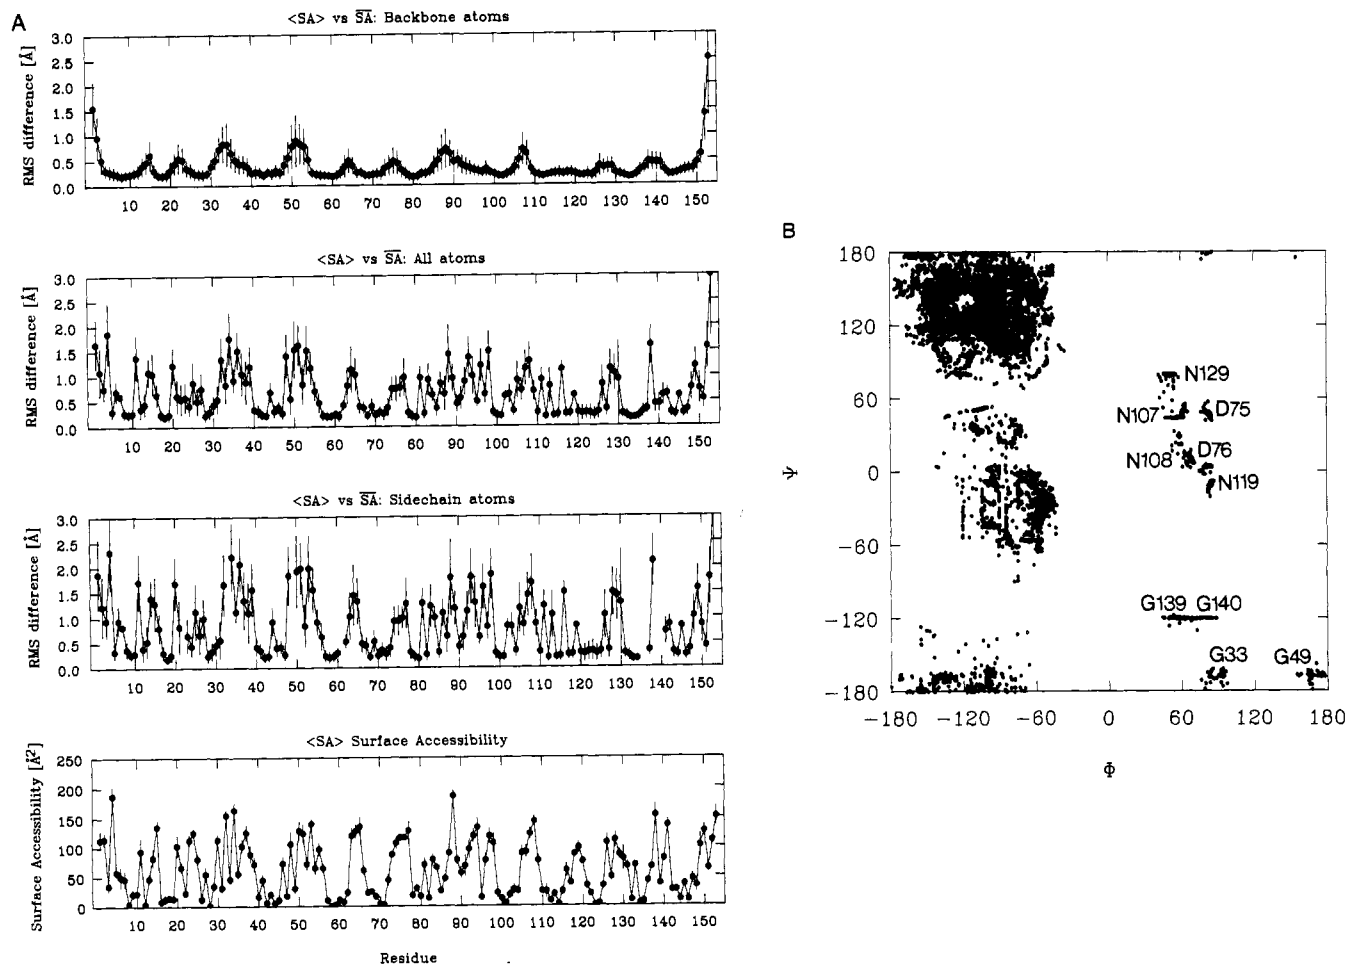 A
<SA> vs SA: Backbone atoms
RMS difference [Å]
3.0
2.5
2.0
1.5
1.0
0.5
0.0
10 20 30 40 50 60 70 80 90 100 110 120 130 140 150
<SA> vs SA: All atoms
RMS difference [Å]
3.0
2.5
2.0
1.5
1.0
0.5
0.0
10 20 30 40 50 60 70 80 90 100 110 120 130 140 150
<SA> vs SA: Sidechain atoms
RMS difference [Å]
3.0
2.5
2.0
1.5
1.0
0.5
0.0
10 20 30 40 50 60 70 80 90 100 110 120 130 140 150
<SA> Surface Accessibility
Surface Accessibility [Å²]
250
200
150
100
50
0
10 20 30 40 50 60 70 80 90 100 110 120 130 140 150
Residue
B
Ψ
180
120
60
0
-60
-120
-180
N129
N107
D75
N108
D76
N119
G139 G140
G33
G49
-180 -120 -60 0 60 120 180
Φ